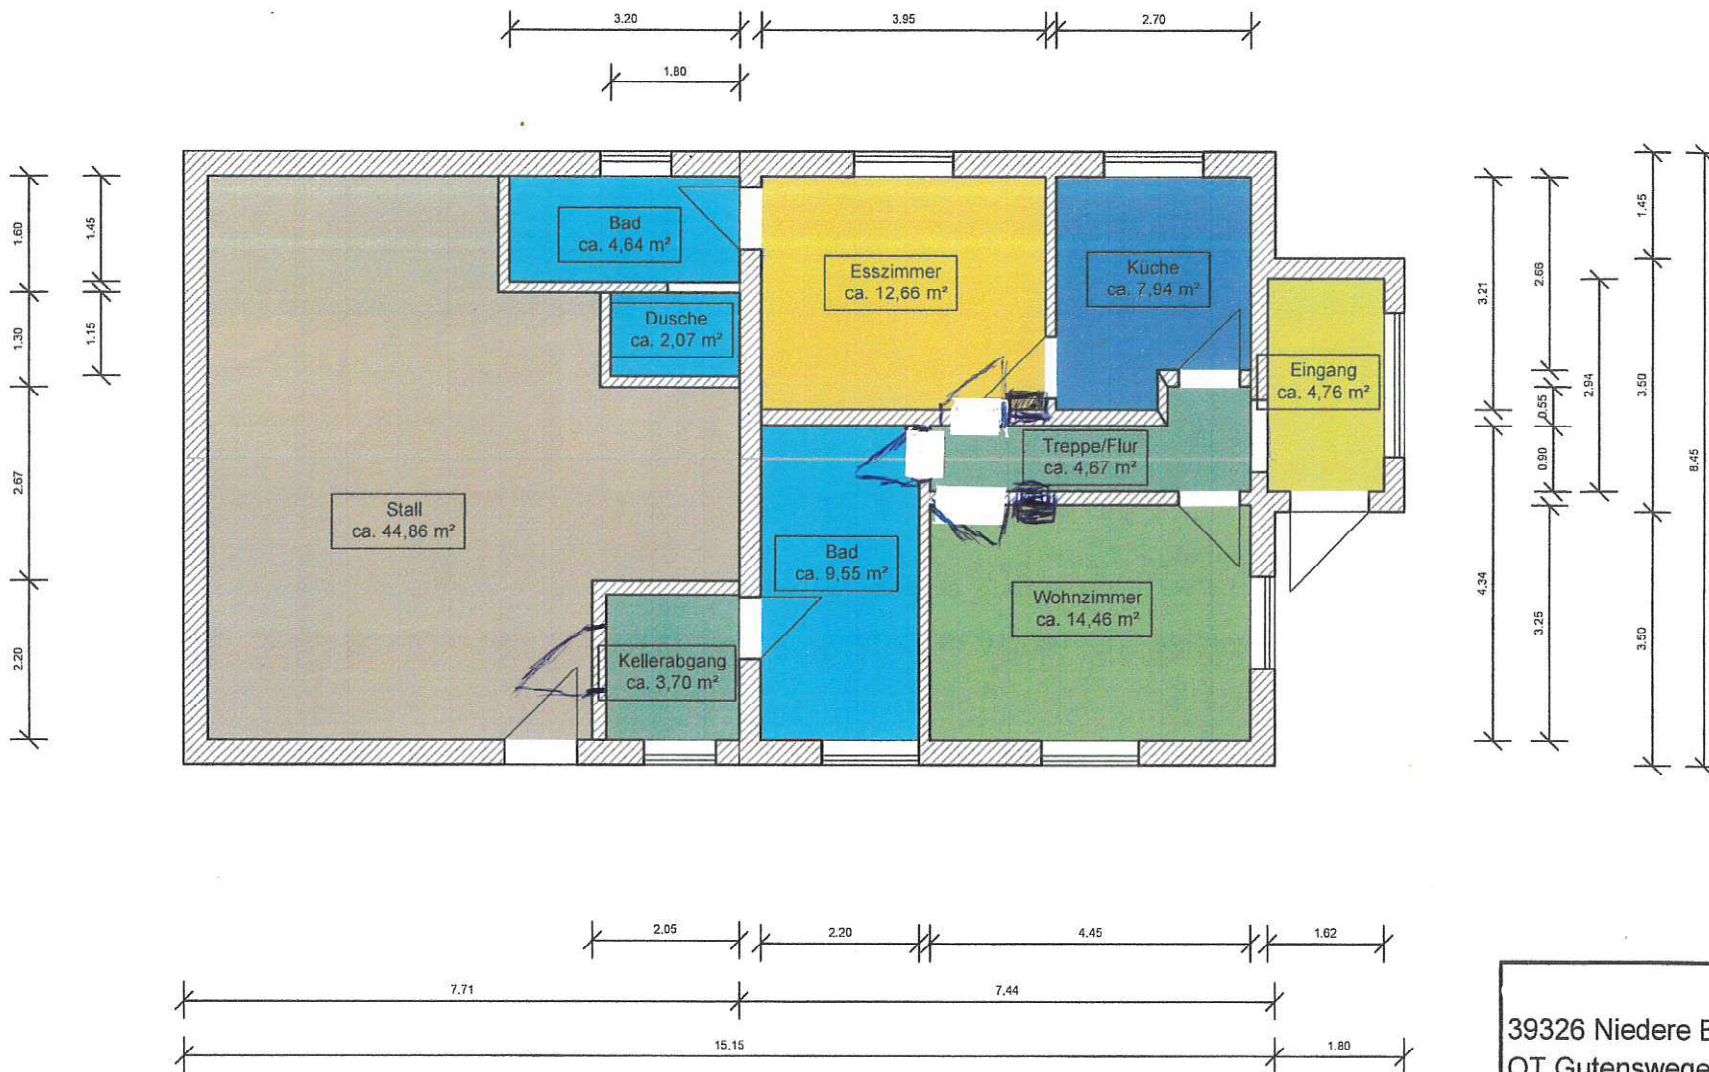 3.20
3.95
2.70
1.80
Bad
ca. 4,64 m²
Dusche
ca. 2,07 m²
Esszimmer
ca. 12,66 m²
Küche
ca. 7,94 m²
Eingang
ca. 4,76 m²
Treppe/Flur
ca. 4,67 m²
Stall
ca. 44,86 m²
Bad
ca. 9,55 m²
Wohnzimmer
ca. 14,46 m²
Kellerabgang
ca. 3,70 m²
1.60
1.45
1.30
1.15
2.67
2.20
3.21
2.66
0.55
0.90
2.94
1.45
3.50
8.45
4.34
3.25
3.50
2.05
2.20
4.45
1.62
7.71
7.44
15.15
1.80
39326 Niedere B
OT Gutenswege